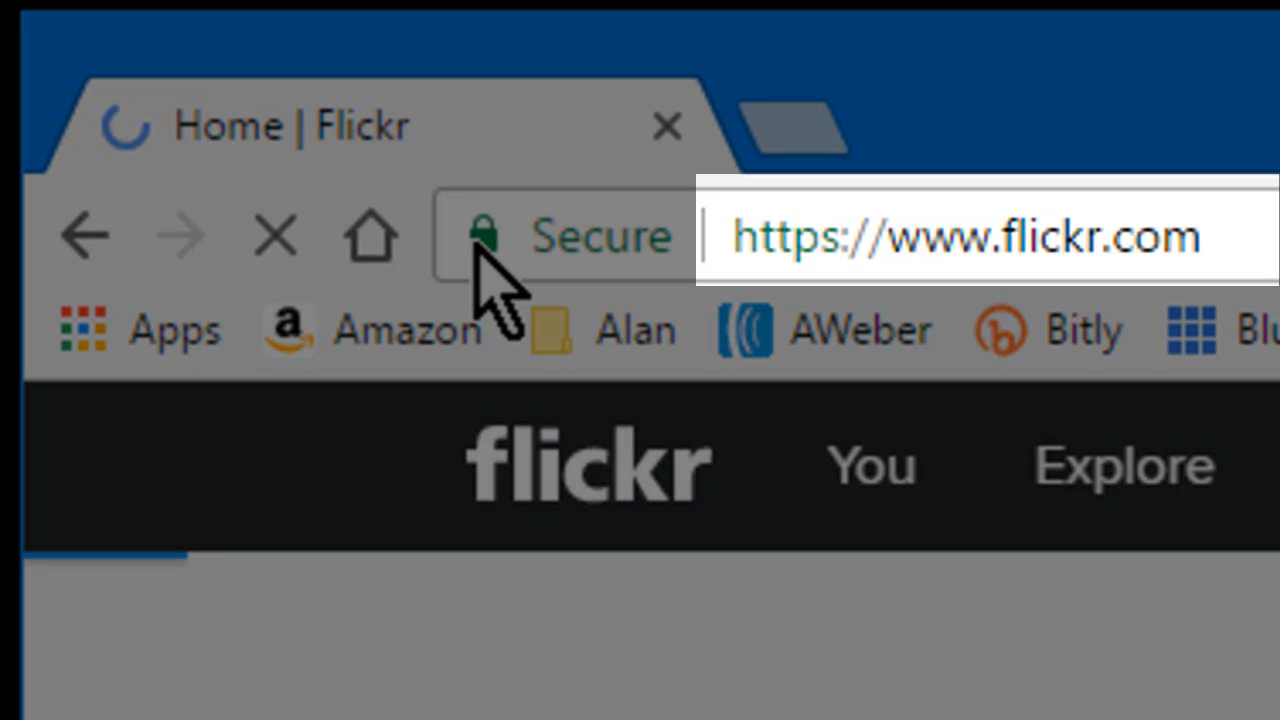 Home | Flickr
Secure | https://www.flickr.com
Apps Amazon Alan AWeber Bitly
flickr You Explore